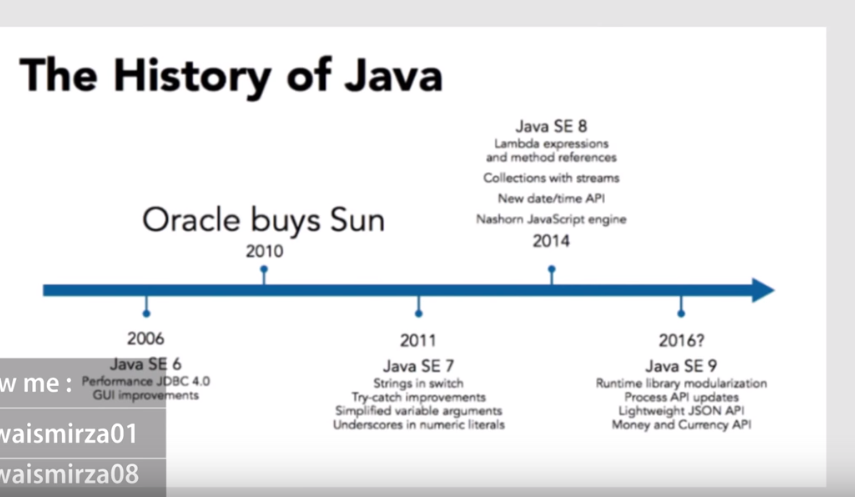 The History of Java
Java SE 8
Lambda expressions
and method references
Collections with streams
New date/time API
Nashorn JavaScript engine
2014
Oracle buys Sun
2010
2006
Java SE 6
Performance JDBC 4.0
GUI improvements
2011
Java SE 7
Strings in switch
Try-catch improvements
Simplified variable arguments
Underscores in numeric literals
2016?
Java SE 9
Runtime library modularization
Process API updates
Lightweight JSON API
Money and Currency API
w me :
waismirza01
waismirza08